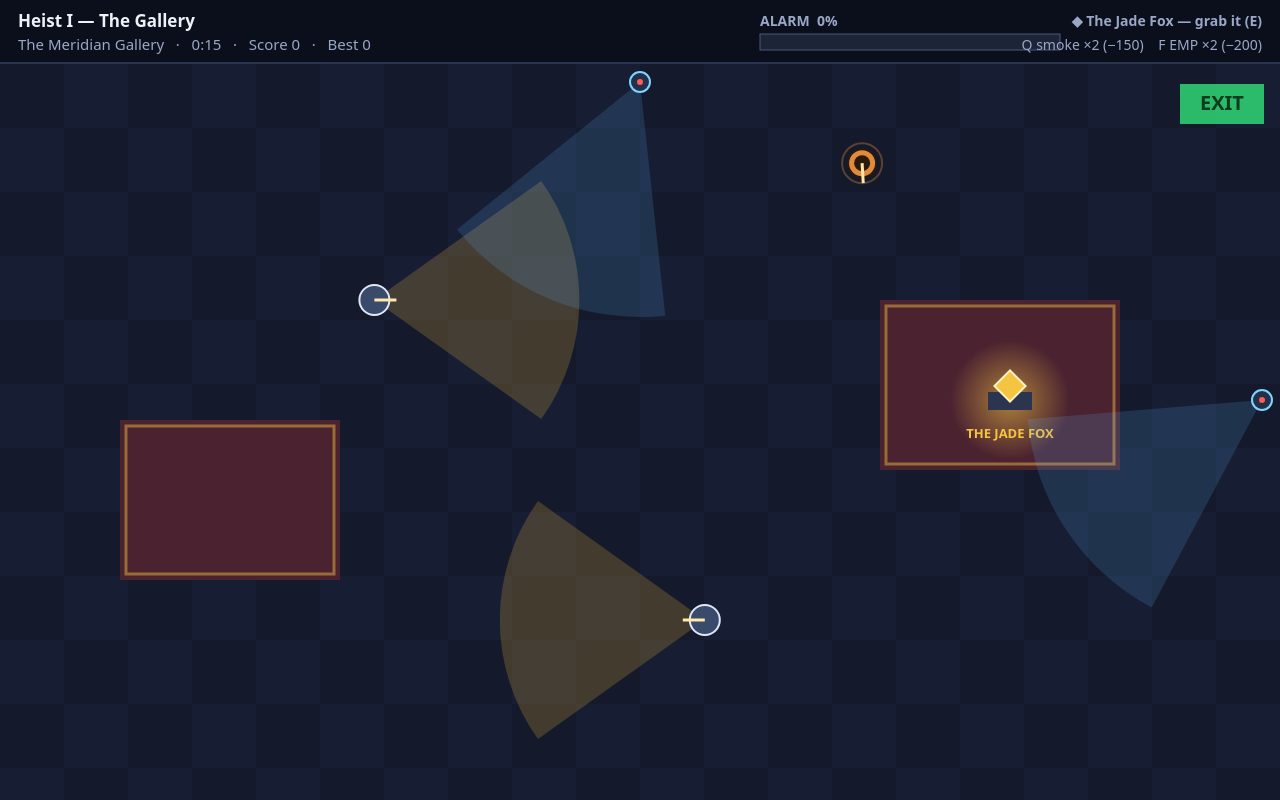 Heist I — The Gallery
ALARM 0%
◆ The Jade Fox — grab it (E)
The Meridian Gallery · 0:15 · Score 0 · Best 0
Q smoke ×2 (−150) F EMP ×2 (−200)
EXIT
THE JADE FOX